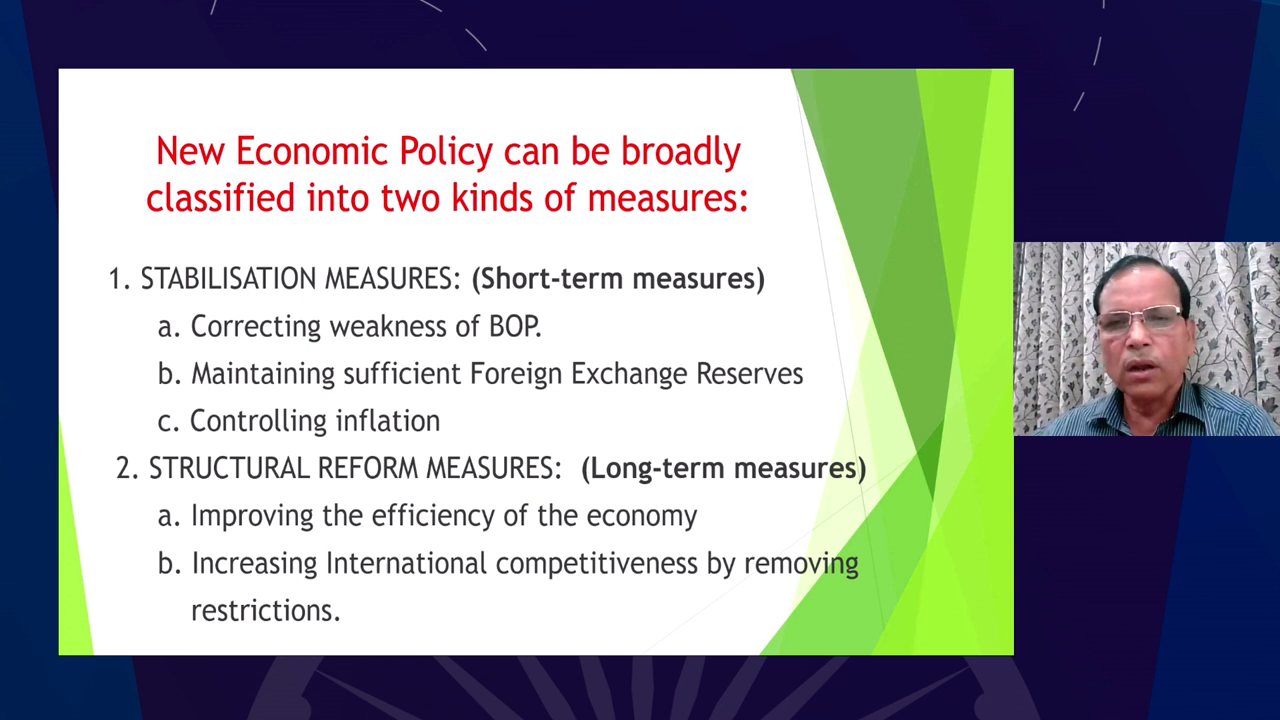 New Economic Policy can be broadly
classified into two kinds of measures:
1. STABILISATION MEASURES: (Short-term measures)
a. Correcting weakness of BOP.
b. Maintaining sufficient Foreign Exchange Reserves
c. Controlling inflation
2. STRUCTURAL REFORM MEASURES: (Long-term measures)
a. Improving the efficiency of the economy
b. Increasing International competitiveness by removing
restrictions.